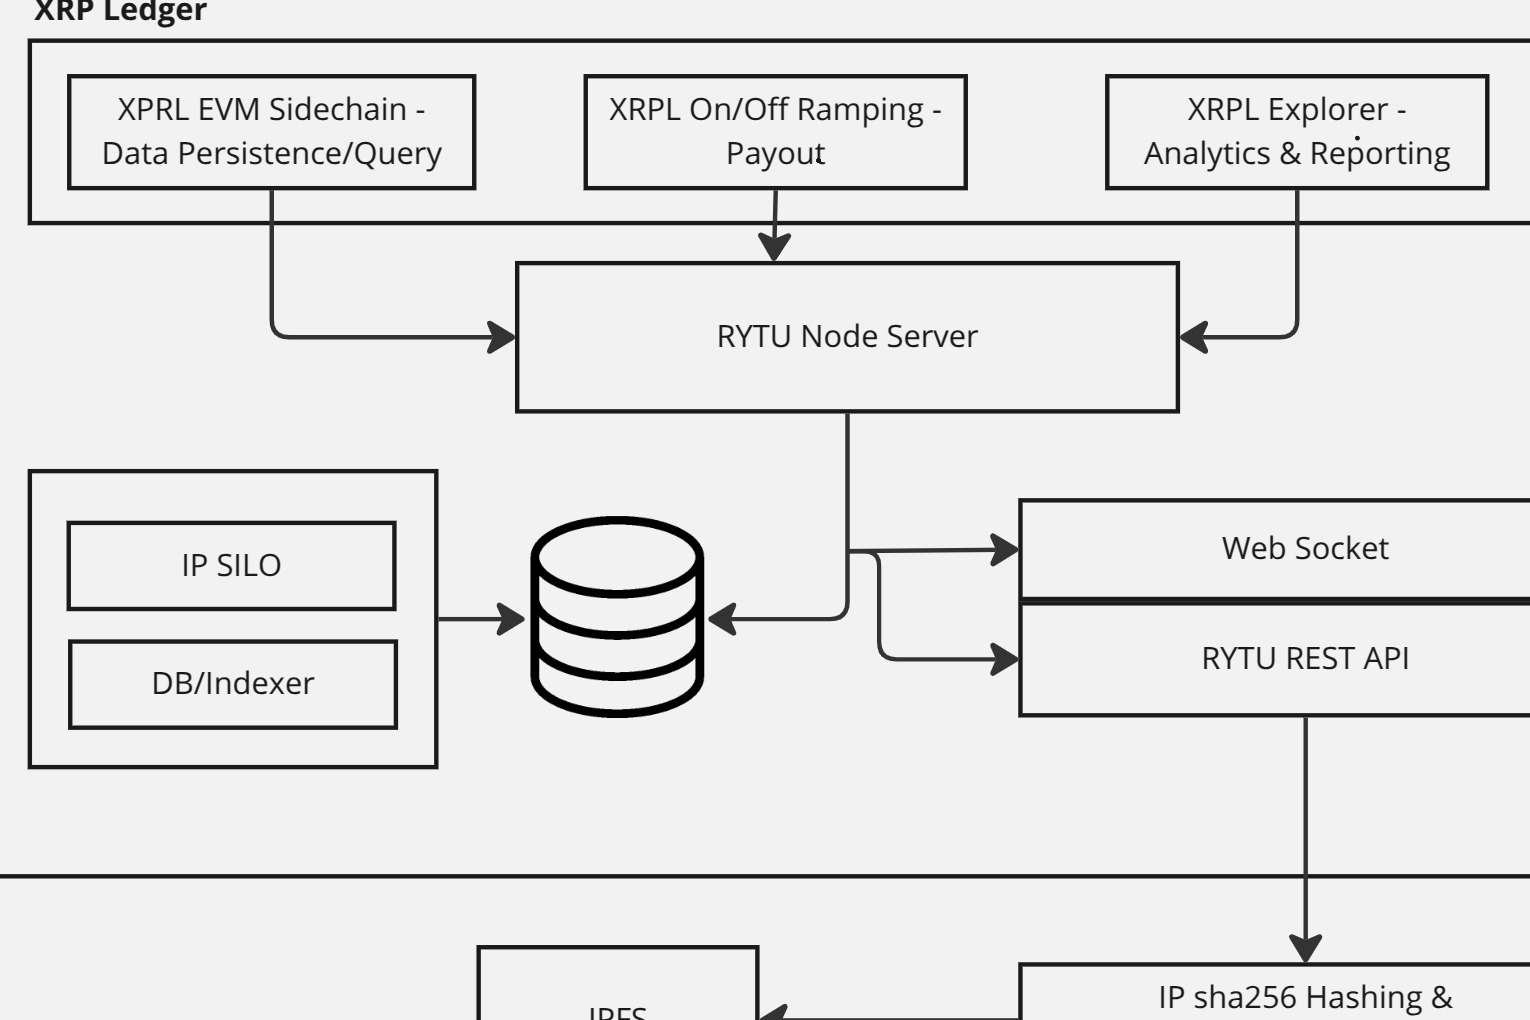 XRP Ledger
XPRL EVM Sidechain -
Data Persistence/Query
XRPL On/Off Ramping -
Payout
XRPL Explorer -
Analytics & Reporting
RYTU Node Server
IP SILO
DB/Indexer
Web Socket
RYTU REST API
IPFS
IP sha256 Hashing &